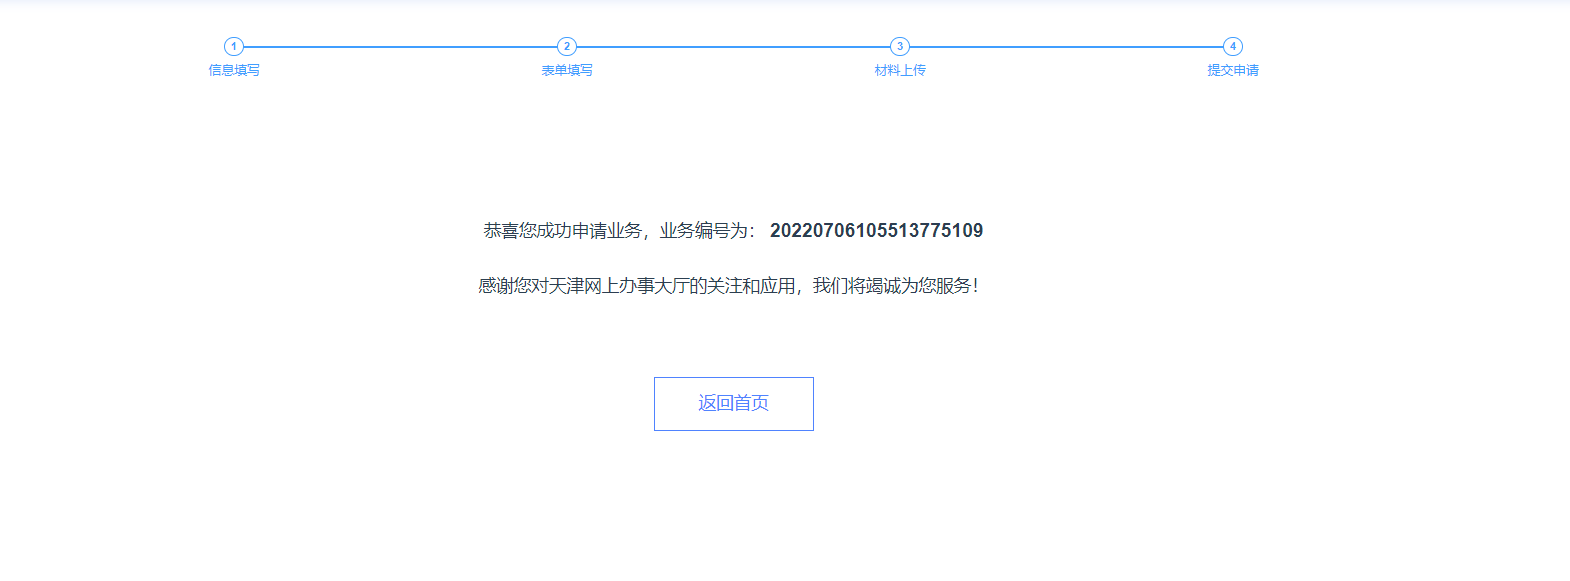 1 2 3 4
信息填写 表单填写 材料上传 提交申请
恭喜您成功申请业务，业务编号为： 20220706105513775109
感谢您对天津网上办事大厅的关注和应用，我们将竭诚为您服务！
返回首页